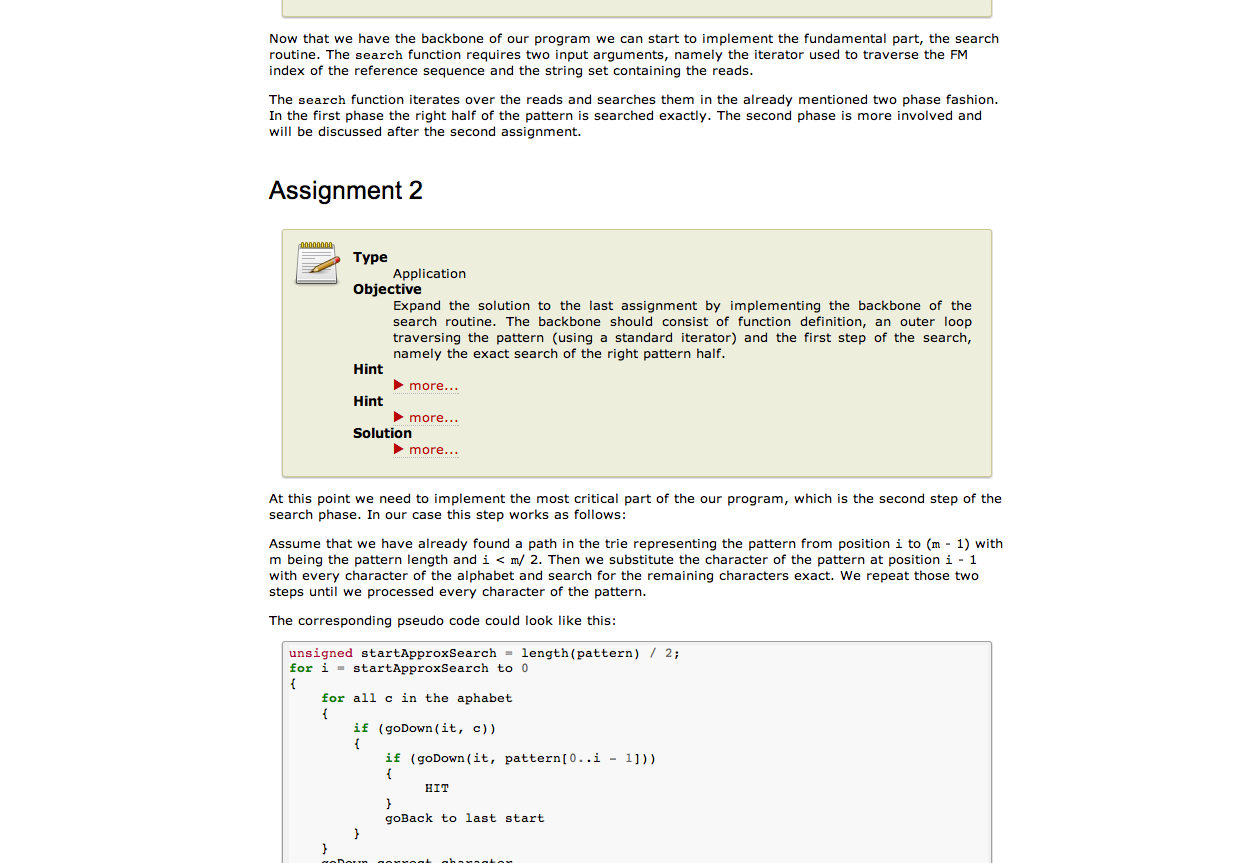 Now that we have the backbone of our program we can start to implement the fundamental part, the search
routine. The search function requires two input arguments, namely the iterator used to traverse the FM
index of the reference sequence and the string set containing the reads.
The search function iterates over the reads and searches them in the already mentioned two phase fashion.
In the first phase the right half of the pattern is searched exactly. The second phase is more involved and
will be discussed after the second assignment.
Assignment 2
Type
Application
Objective
Expand the solution to the last assignment by implementing the backbone of the
search routine. The backbone should consist of function definition, an outer loop
traversing the pattern (using a standard iterator) and the first step of the search,
namely the exact search of the right pattern half.
Hint
more...
Hint
more...
Solution
more...
At this point we need to implement the most critical part of the our program, which is the second step of the
search phase. In our case this step works as follows:
Assume that we have already found a path in the trie representing the pattern from position i to (m - 1) with
m being the pattern length and i < m/ 2. Then we substitute the character of the pattern at position i - 1
with every character of the alphabet and search for the remaining characters exact. We repeat those two
steps until we processed every character of the pattern.
The corresponding pseudo code could look like this:
unsigned startApproxSearch = length(pattern) / 2;
for i = startApproxSearch to 0
{
for all c in the aphabet
{
if (goDown(it, c))
{
if (goDown(it, pattern[0..i - 1]))
{
HIT
}
goBack to last start
}
}
goDown correct character